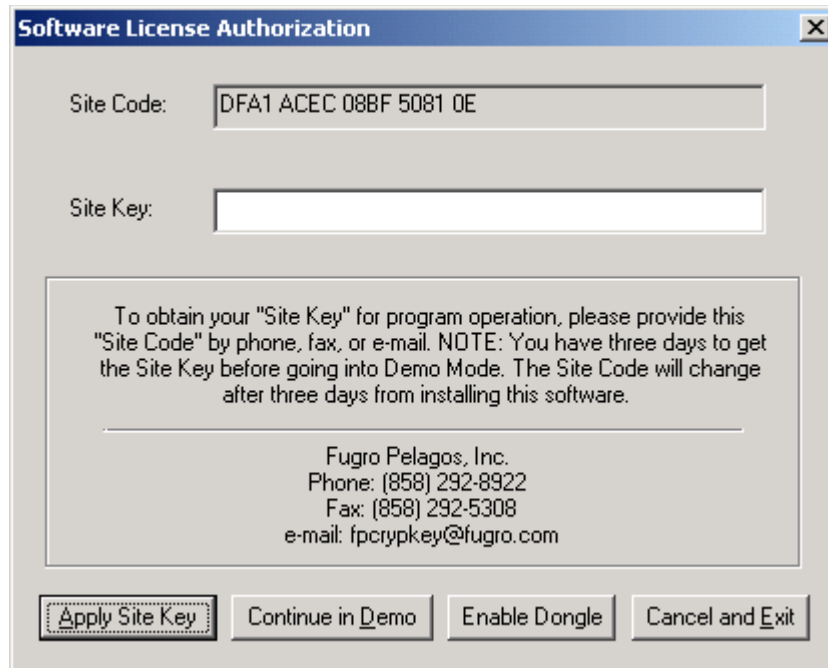 Software License Authorization
Site Code: DFA1 ACEC 08BF 5081 0E
Site Key:
To obtain your "Site Key" for program operation, please provide this
"Site Code" by phone, fax, or e-mail. NOTE: You have three days to get
the Site Key before going into Demo Mode. The Site Code will change
after three days from installing this software.
Fugro Pelagos, Inc.
Phone: (858) 292-8922
Fax: (858) 292-5308
e-mail: fpcrypkey@fugro.com
Apply Site Key Continue in Demo Enable Dongle Cancel and Exit